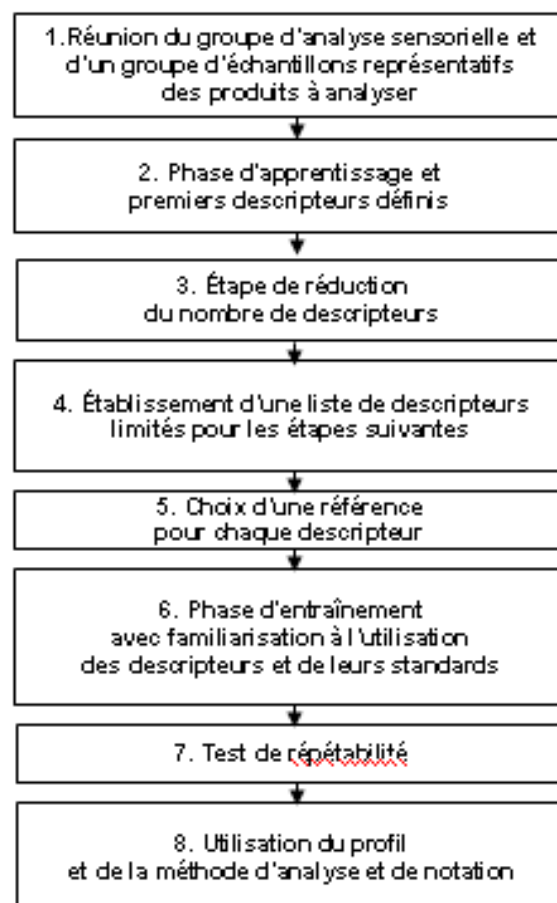 1.Réunion du groupe d'analyse sensorielle et
d'un groupe d'échantillons représentatifs
des produits à analyser
2. Phase d'apprentissage et
premiers descripteurs définis
3. Étape de réduction
du nombre de descripteurs
4. Établissement d'une liste de descripteurs
limités pour les étapes suivantes
5. Choix d'une référence
pour chaque descripteur
6. Phase d'entraînement
avec familiarisation à l'utilisation
des descripteurs et de leurs standards
7. Test de répétabilité
8. Utilisation du profil
et de la méthode d'analyse et de notation